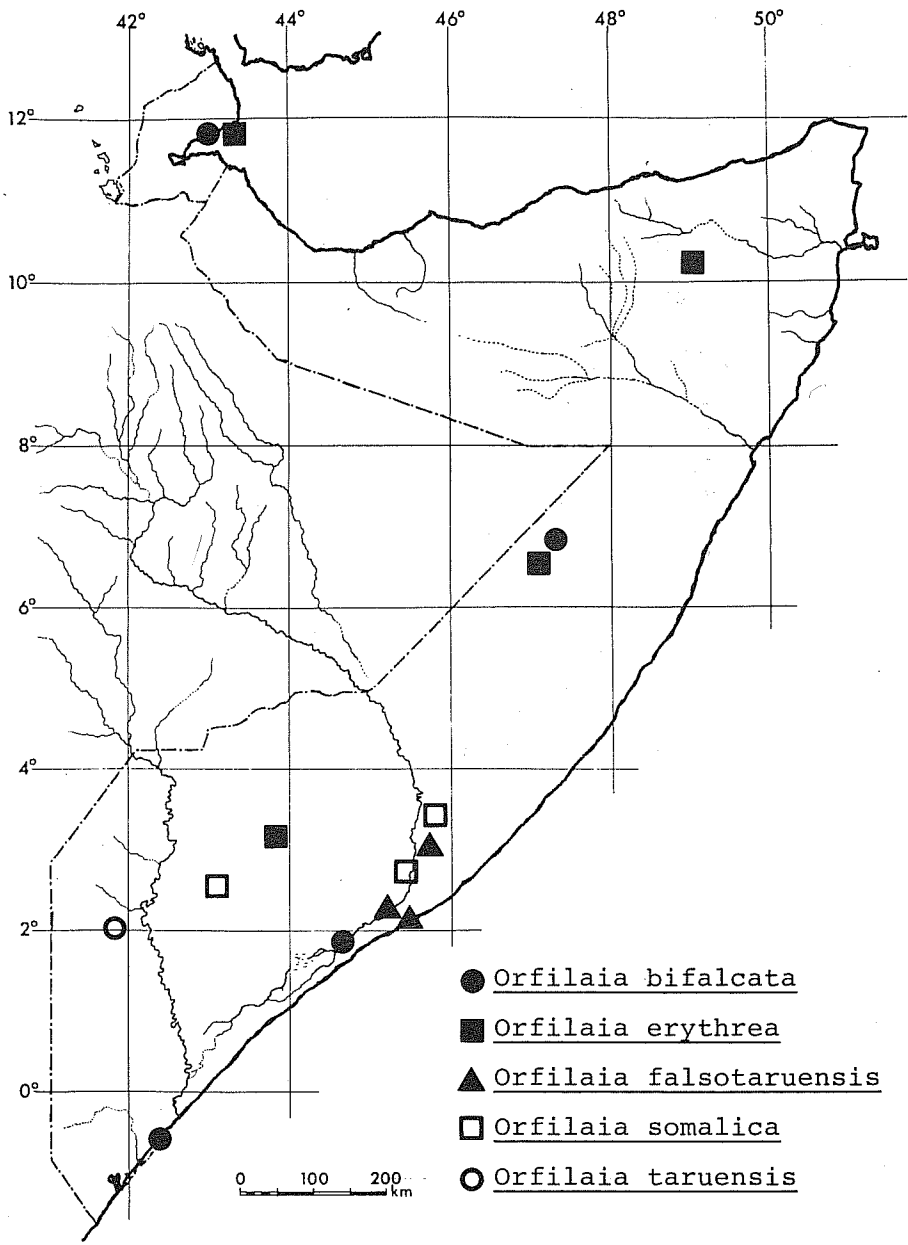 42° 44° 46° 48° 50°
12°
10°
8°
6°
4°
2°
0°
Orfilaia bifalcata
Orfilaia erythrea
Orfilaia falsotaruensis
Orfilaia somalica
Orfilaia taruensis
0 100 200
km